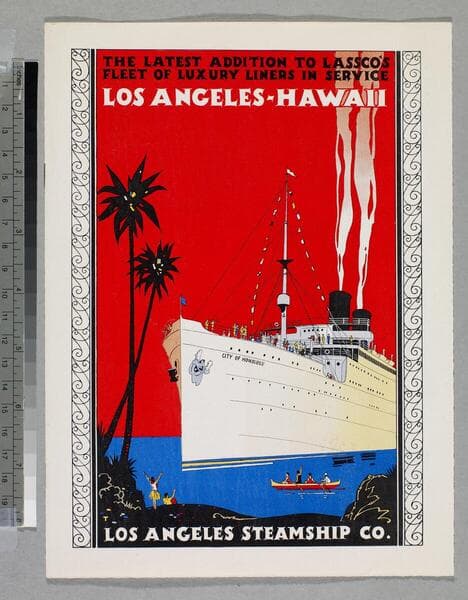 THE LATEST ADDITION TO LASSCO'S
FLEET OF LUXURY LINERS IN SERVICE
LOS ANGELES-HAWAII
CITY OF HONOLULU
LOS ANGELES STEAMSHIP CO.